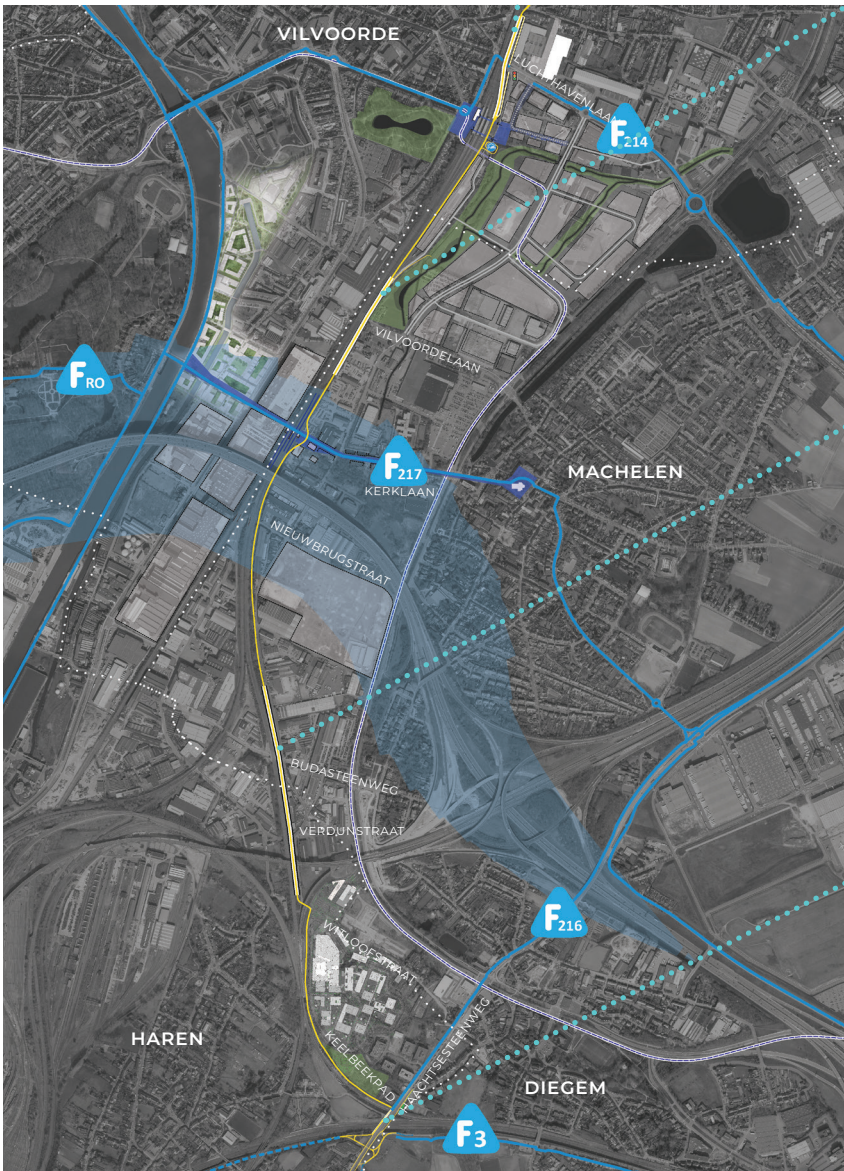 VILVOORDE
LUCHTHAVENLAAN
F214
VILVOORDELAAN
FRO
F217
MACHELEN
KERKLAAN
NIEUWBRUGSTRAAT
BUDASTEENWEG
VERDUNSTRAAT
F216
WITLOOFSTRAAT
HAREN
KEELBEEKPAD
HAACHTSESTEENWEG
DIEGEM
F3